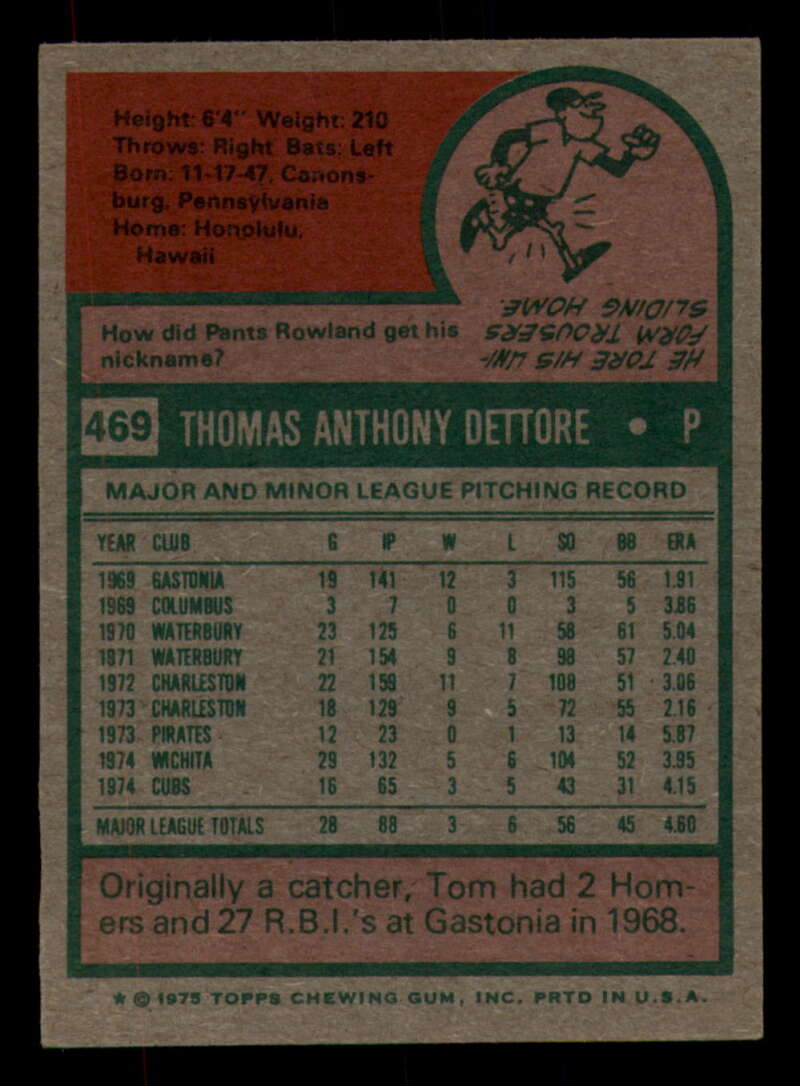 Height: 6'4" Weight: 210
Throws: Right Bats: Left
Born: 11-17-47, Canons-
burg, Pennsylvania
Home: Honolulu,
Hawaii
How did Pants Rowland get his
nickname?
HE TORE HIS UNI-
FORM TROUSERS
SLIDING HOME.
469 THOMAS ANTHONY DETTORE • P
MAJOR AND MINOR LEAGUE PITCHING RECORD
YEAR CLUB G IP W L SO BB ERA
1969 GASTONIA 19 141 12 3 115 56 1.91
1969 COLUMBUS 3 7 0 0 3 5 3.86
1970 WATERBURY 23 125 6 11 58 61 5.04
1971 WATERBURY 21 154 9 8 98 57 2.40
1972 CHARLESTON 22 159 11 7 108 51 3.06
1973 CHARLESTON 18 129 9 5 72 55 2.16
1973 PIRATES 12 23 0 1 13 14 5.87
1974 WICHITA 29 132 5 6 104 52 3.95
1974 CUBS 16 65 3 5 43 31 4.15
MAJOR LEAGUE TOTALS 28 88 3 6 56 45 4.60
Originally a catcher, Tom had 2 Hom-
ers and 27 R.B.I.'s at Gastonia in 1968.
★ © 1975 TOPPS CHEWING GUM, INC. PRTD IN U.S.A.